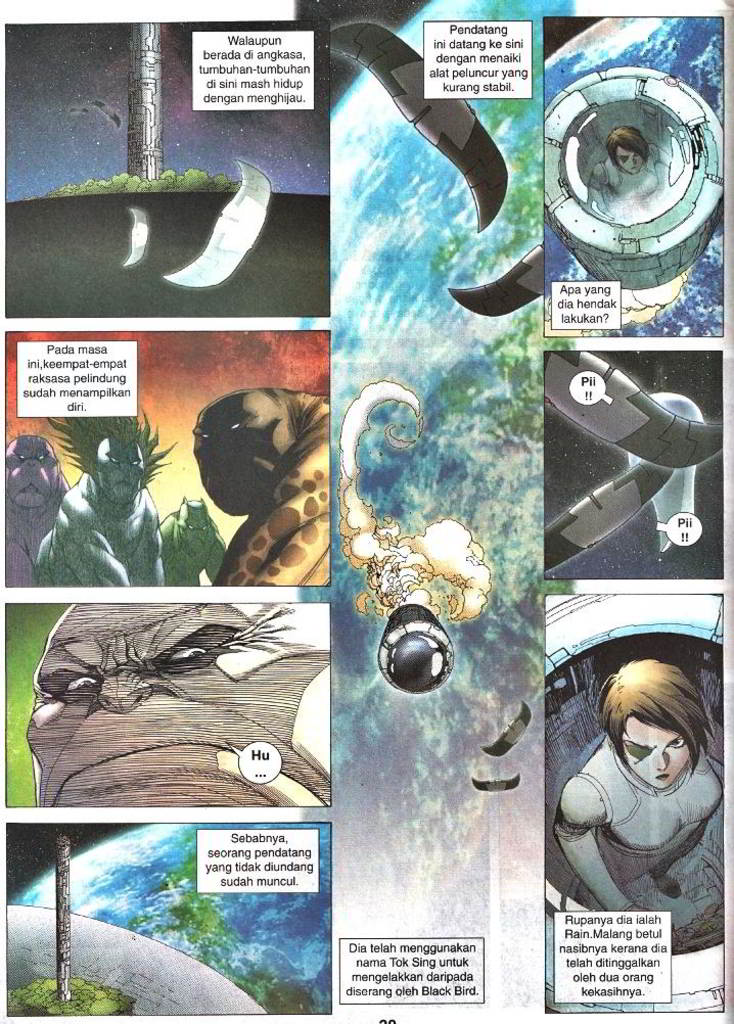 Walaupun
berada di angkasa,
tumbuhan-tumbuhan
di sini mash hidup
dengan menghijau.
Pada masa
ini,keempat-empat
raksasa pelindung
sudah menampilkan
diri.
Hu
...
Sebabnya,
seorang pendatang
yang tidak diundang
sudah muncul.
Pendatang
ini datang ke sini
dengan menaiki
alat peluncur yang
kurang stabil.
Dia telah menggunakan
nama Tok Sing untuk
mengelakkan daripada
diserang oleh Black Bird.
Apa yang
dia hendak
lakukan?
Pii
!!
Pii
!!
Rupanya dia ialah
Rain.Malang betul
nasibnya kerana dia
telah ditinggalkan
oleh dua orang
kekasihnya.